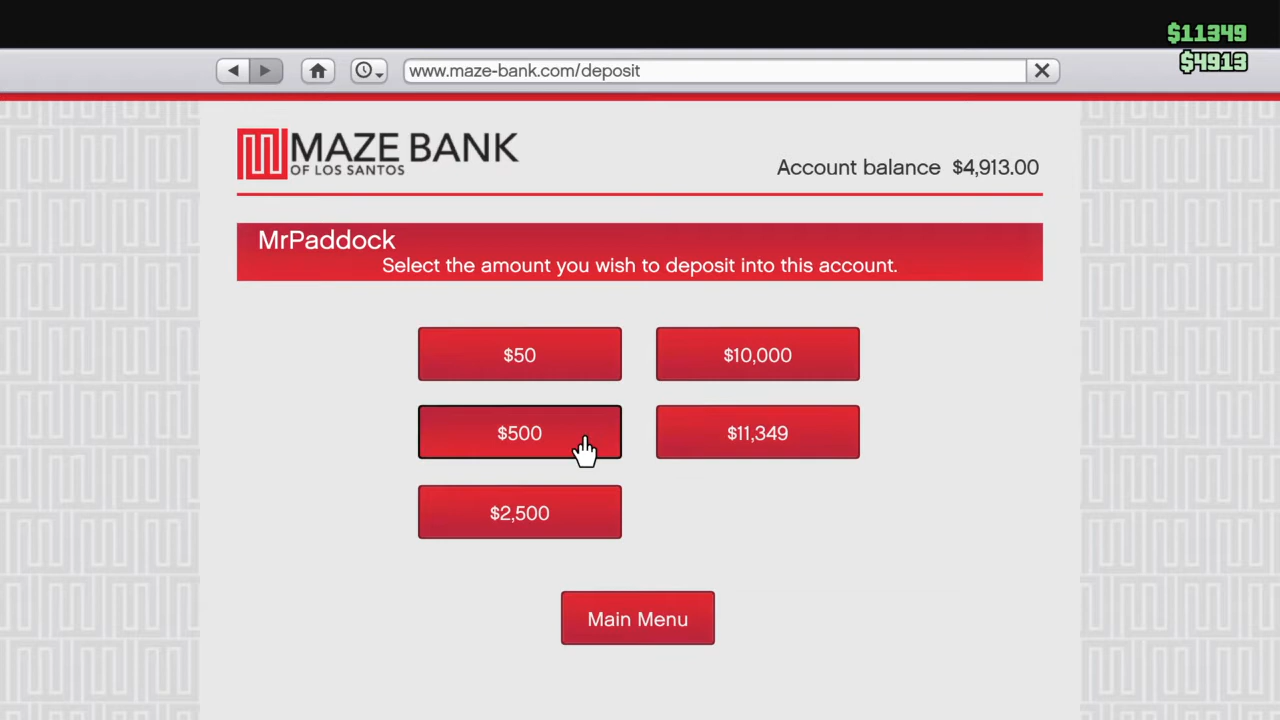 $11349
$4913
www.maze-bank.com/deposit
MAZE BANK
OF LOS SANTOS
Account balance $4,913.00
MrPaddock
Select the amount you wish to deposit into this account.
$50
$10,000
$500
$11,349
$2,500
Main Menu